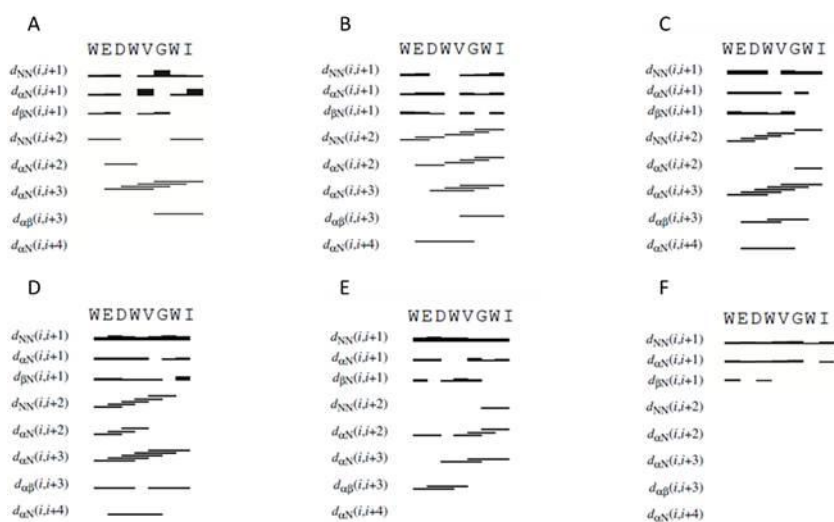 A
WEDWVGWI
dNN(i,i+1)
dαN(i,i+1)
dβN(i,i+1)
dNN(i,i+2)
dαN(i,i+2)
dαN(i,i+3)
dαβ(i,i+3)
dαN(i,i+4)
B
WEDWVGWI
dNN(i,i+1)
dαN(i,i+1)
dβN(i,i+1)
dNN(i,i+2)
dαN(i,i+2)
dαN(i,i+3)
dαβ(i,i+3)
dαN(i,i+4)
C
WEDWVGWI
dNN(i,i+1)
dαN(i,i+1)
dβN(i,i+1)
dNN(i,i+2)
dαN(i,i+2)
dαN(i,i+3)
dαβ(i,i+3)
dαN(i,i+4)
D
WEDWVGWI
dNN(i,i+1)
dαN(i,i+1)
dβN(i,i+1)
dNN(i,i+2)
dαN(i,i+2)
dαN(i,i+3)
dαβ(i,i+3)
dαN(i,i+4)
E
WEDWVGWI
dNN(i,i+1)
dαN(i,i+1)
dβN(i,i+1)
dNN(i,i+2)
dαN(i,i+2)
dαN(i,i+3)
dαβ(i,i+3)
dαN(i,i+4)
F
WEDWVGWI
dNN(i,i+1)
dαN(i,i+1)
dβN(i,i+1)
dNN(i,i+2)
dαN(i,i+2)
dαN(i,i+3)
dαβ(i,i+3)
dαN(i,i+4)